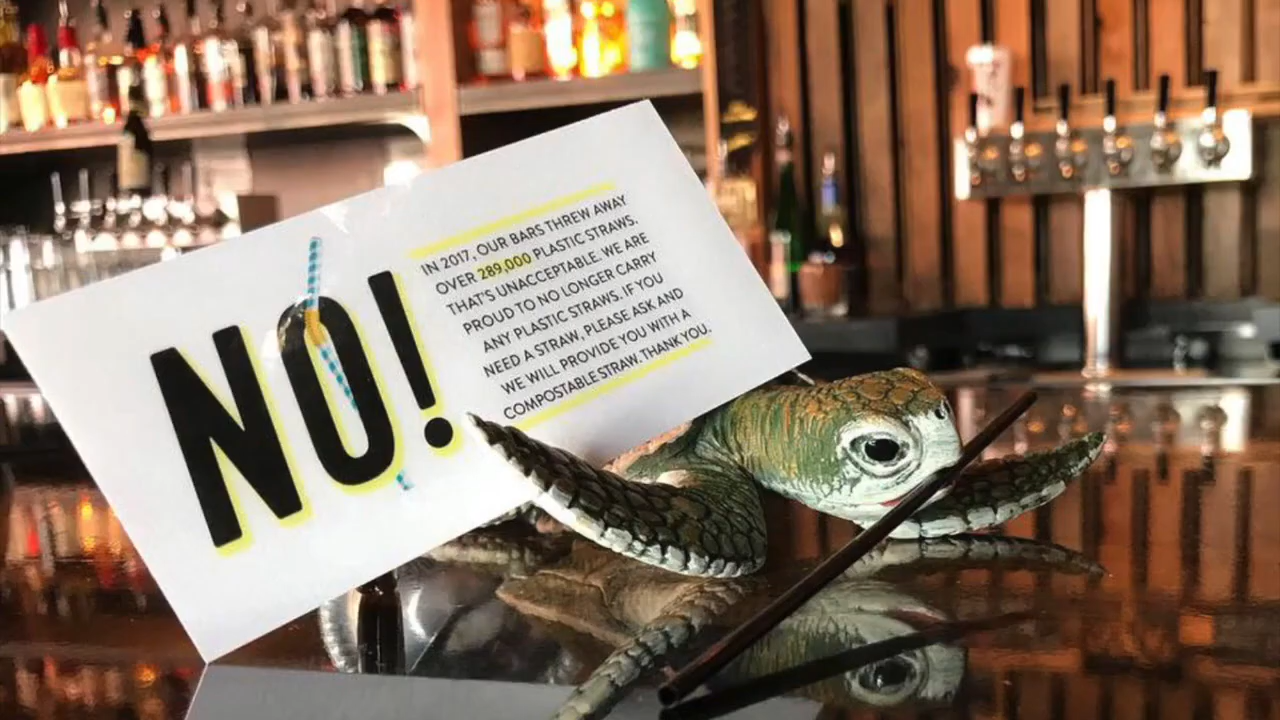 NO!
IN 2017, OUR BARS THREW AWAY
OVER 289,000 PLASTIC STRAWS.
THAT'S UNACCEPTABLE. WE ARE
PROUD TO NO LONGER CARRY
ANY PLASTIC STRAWS. IF YOU
NEED A STRAW, PLEASE ASK AND
WE WILL PROVIDE YOU WITH A
COMPOSTABLE STRAW. THANK YOU.